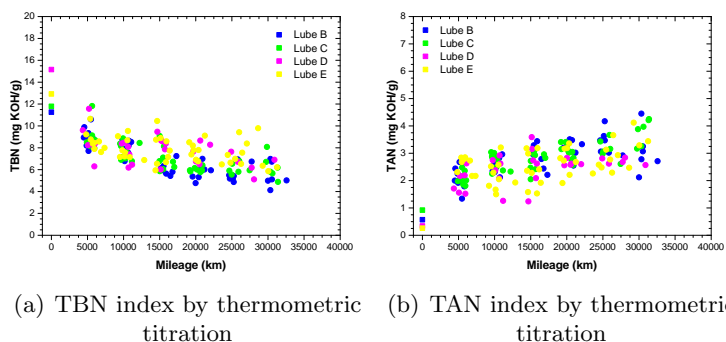 (a)
Lube B
Lube C
Lube D
Lube E
TBN (mg KOH/g)
20
18
16
14
12
10
8
6
4
2
0
0 5000 10000 15000 20000 25000 30000 35000 40000
Mileage (km)
(b)
Lube B
Lube C
Lube D
Lube E
TAN (mg KOH/g)
8
7
6
5
4
3
2
1
0
0 5000 10000 15000 20000 25000 30000 35000 40000
Mileage (km)
(a) TBN index by thermometric
titration
(b) TAN index by thermometric
titration